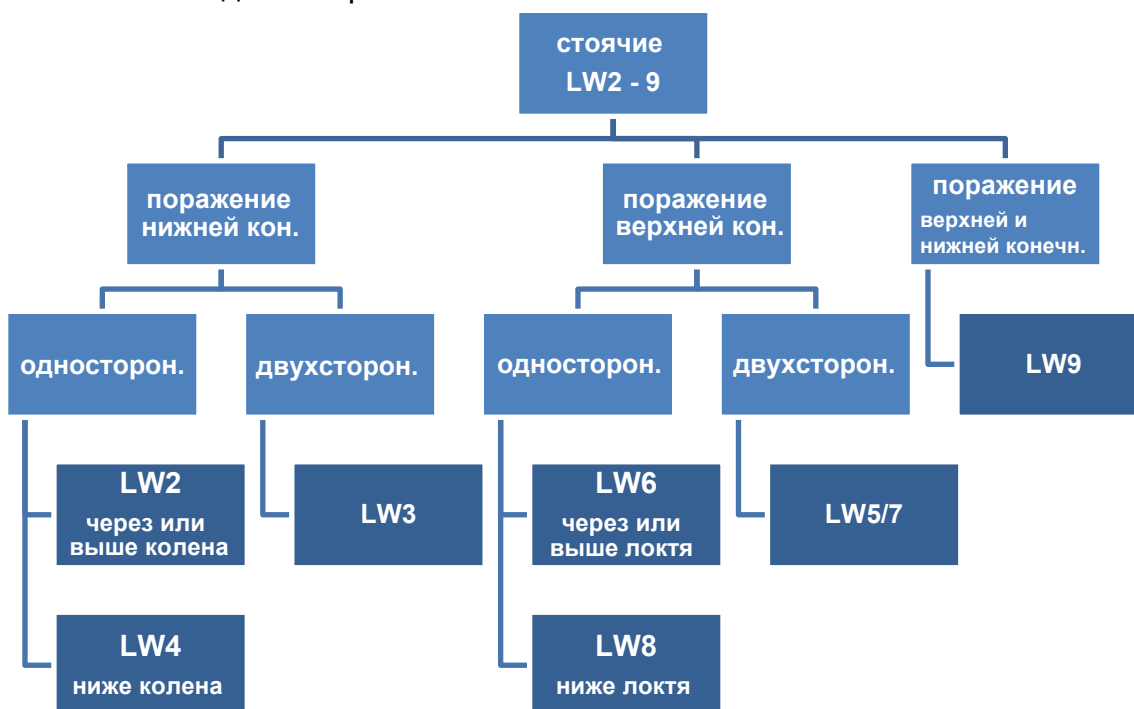 стоячие
LW2 - 9
поражение
нижней кон.
поражение
верхней кон.
поражение
верхней и
нижней конечн.
односторон.
двухсторон.
односторон.
двухсторон.
LW9
LW2
через или
выше колена
LW3
LW6
через или
выше локтя
LW5/7
LW4
ниже колена
LW8
ниже локтя